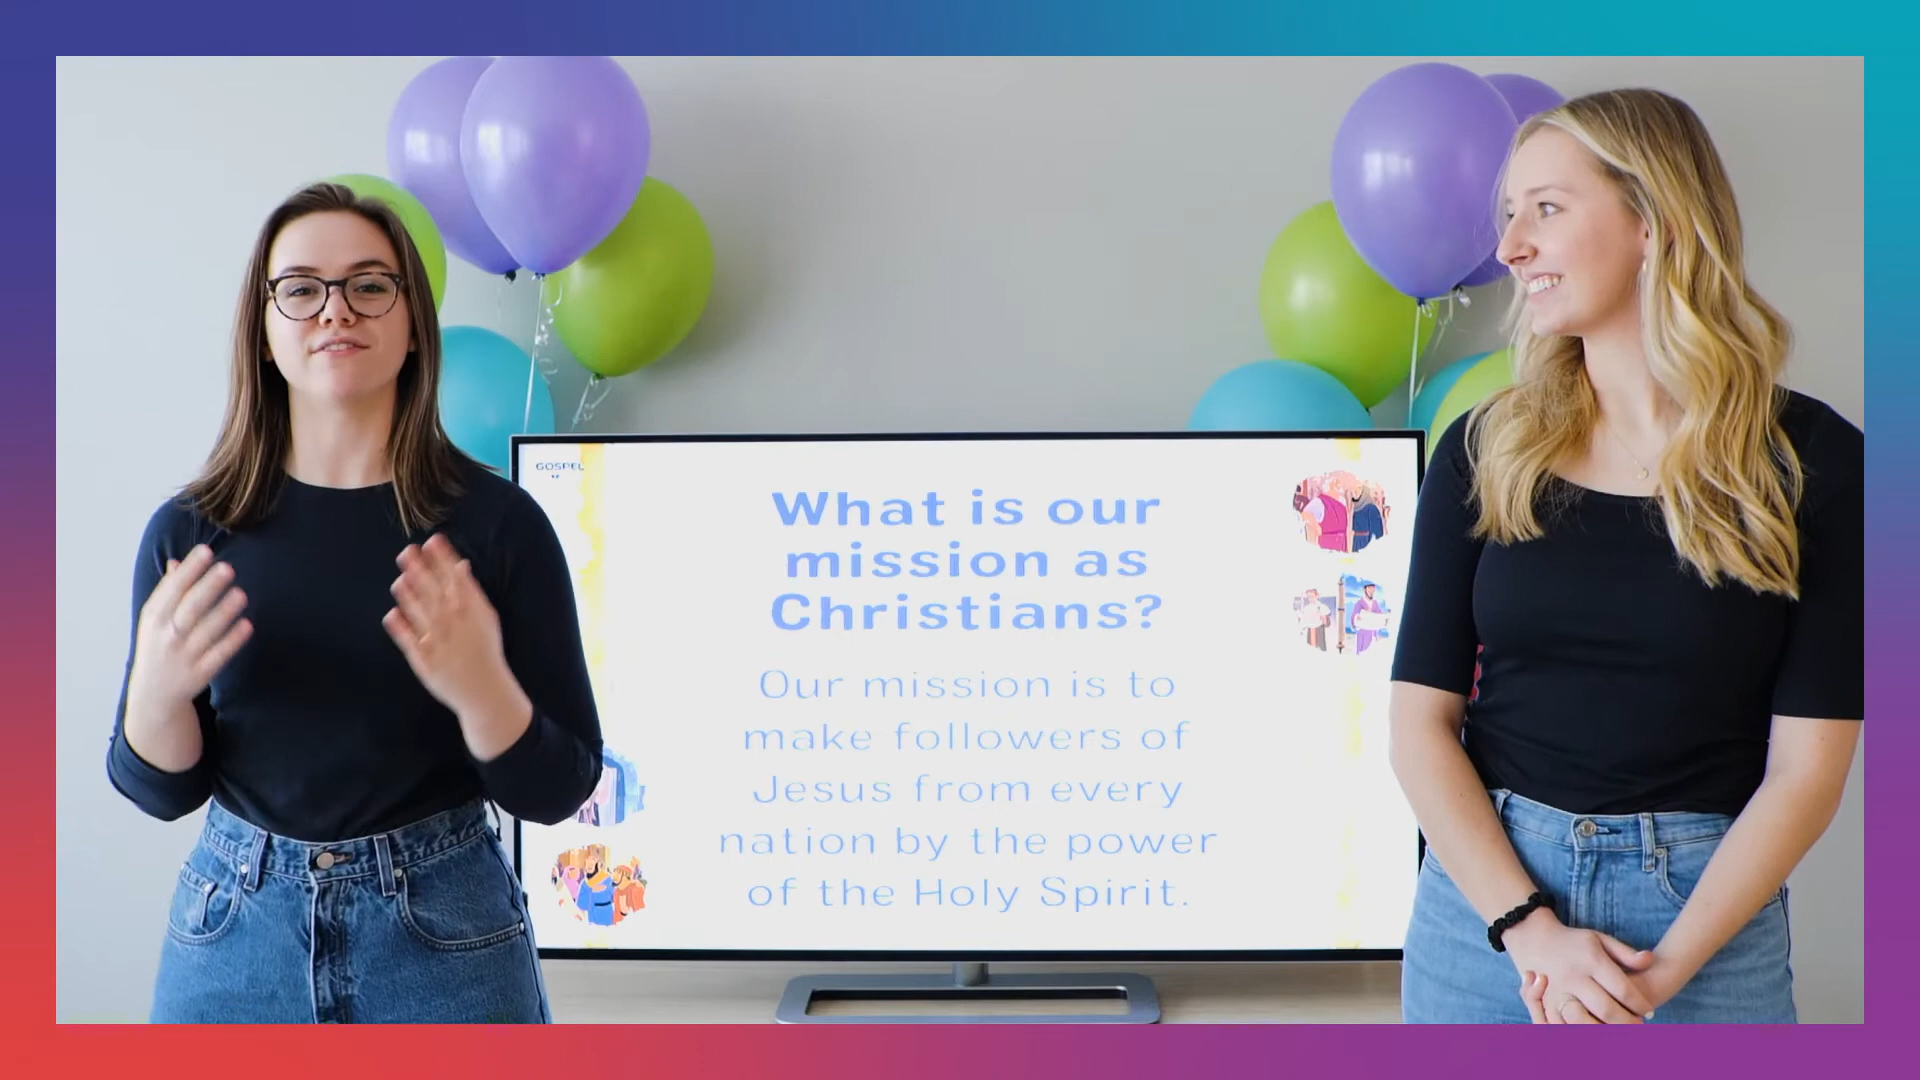 GOSPEL
What is our
mission as
Christians?
Our mission is to
make followers of
Jesus from every
nation by the power
of the Holy Spirit.